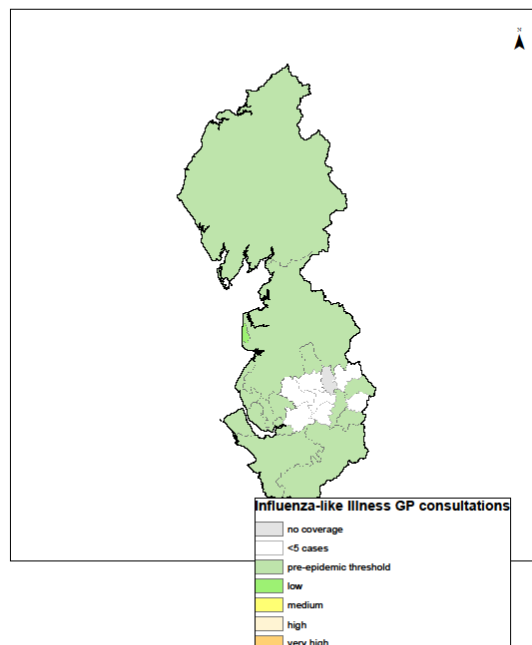 N
Influenza-like Illness GP consultations
no coverage
<5 cases
pre-epidemic threshold
low
medium
high
very high